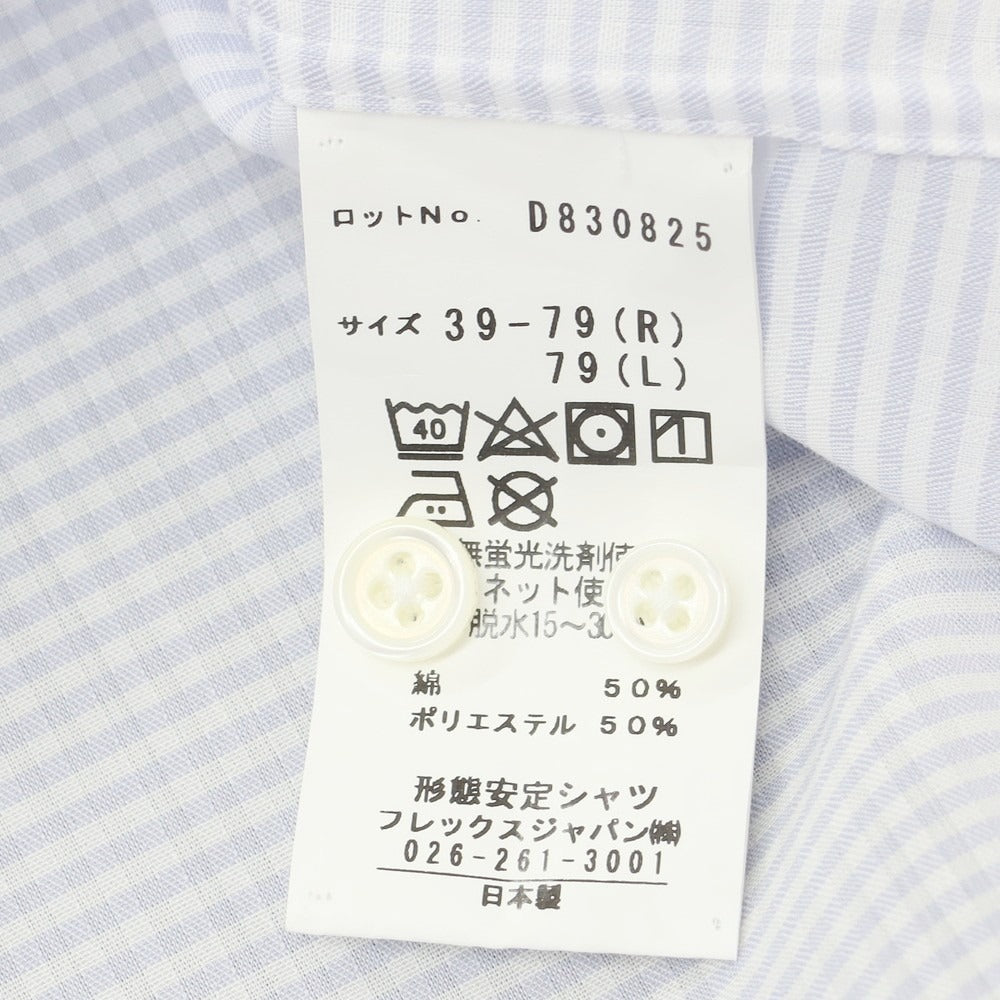 ロットNo. D830825
サイズ 39-79(R)
79(L)
40
無蛍光洗剤使
ネット使
脱水15～30
綿 50%
ポリエステル 50%
形態安定シャツ
フレックスジャパン㈱
026-261-3001
日本製